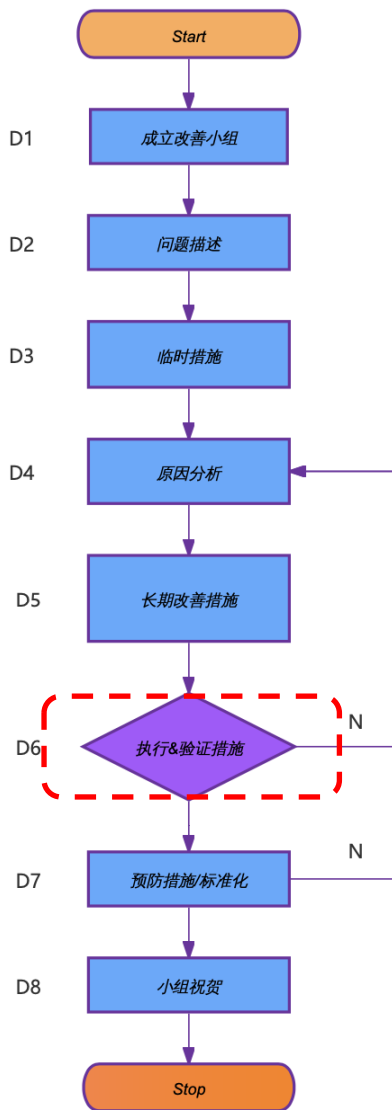 Start
D1
成立改善小组
D2
问题描述
D3
临时措施
D4
原因分析
D5
长期改善措施
N
D6
执行&验证措施
N
D7
预防措施/标准化
D8
小组祝贺
Stop